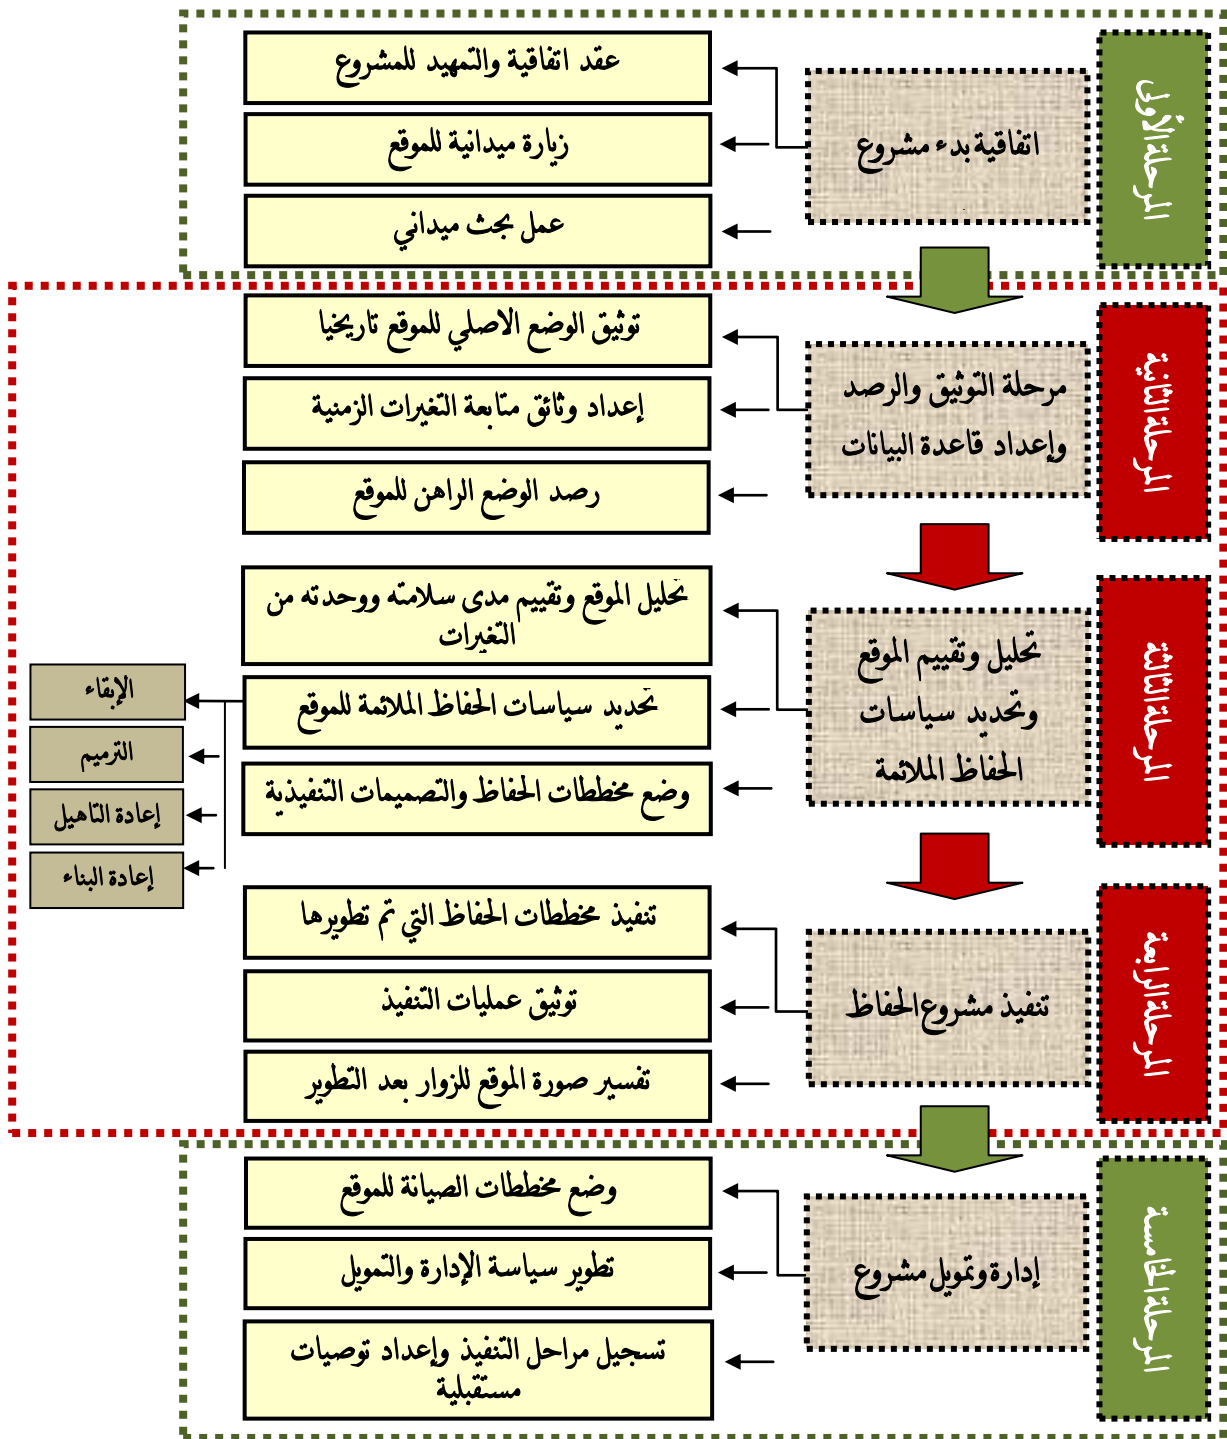 المرحلة الأولى
اتفاقية بدء مشروع
عقد اتفاقية والتمهيد للمشروع
زيارة ميدانية للموقع
عمل بحث ميداني
المرحلة الثانية
مرحلة التوثيق والرصد
وإعداد قاعدة البيانات
توثيق الوضع الاصلي للموقع تاريخيا
إعداد وثائق متابعة التغيرات الزمنية
رصد الوضع الراهن للموقع
المرحلة الثالثة
تحليل وتقييم الموقع
وتحديد سياسات
الحفاظ الملائمة
تحليل الموقع وتقييم مدى سلامته ووحدته من
التغيرات
تحديد سياسات الحفاظ الملائمة للموقع
وضع مخططات الحفاظ والتصميمات التنفيذية
الإبقاء
الترميم
إعادة التاهيل
إعادة البناء
المرحلة الرابعة
تنفيذ مشروع الحفاظ
تنفيذ مخططات الحفاظ التي تم تطويرها
توثيق عمليات التنفيذ
تفسير صورة الموقع للزوار بعد التطوير
المرحلة الخامسة
إدارة وتمويل مشروع
وضع مخططات الصيانة للموقع
تطوير سياسة الإدارة والتمويل
تسجيل مراحل التنفيذ وإعداد توصيات
مستقبلية